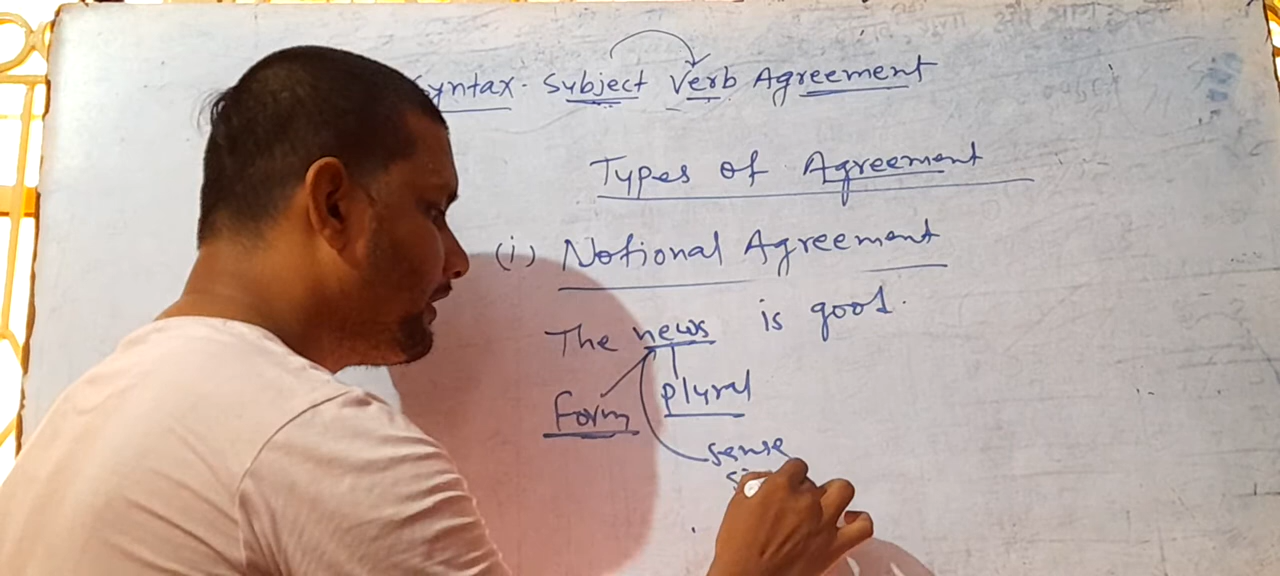 Syntax. Subject Verb Agreement
Types of Agreement
(i) Notional Agreement
The news is good.
Form plural
sense